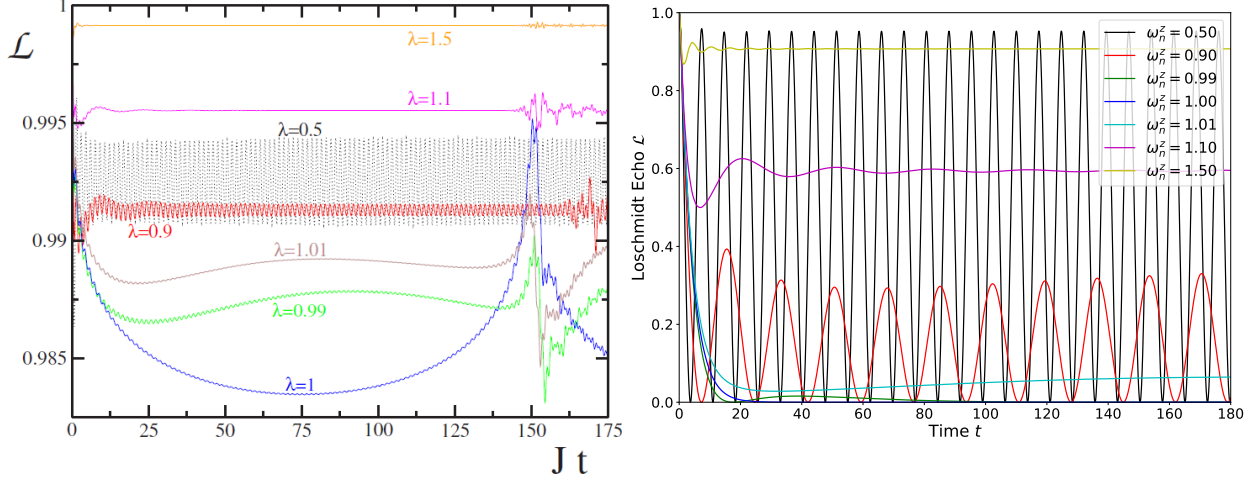 1
ℒ
λ=1.5
λ=1.1
0.995
λ=0.5
0.99
λ=0.9
λ=1.01
λ=0.99
0.985
λ=1
0 25 50 75 100 125 150 175
J t
1.0
0.8
0.6
0.4
0.2
0.0
Loschmidt Echo ℒ
ω_n^z = 0.50
ω_n^z = 0.90
ω_n^z = 0.99
ω_n^z = 1.00
ω_n^z = 1.01
ω_n^z = 1.10
ω_n^z = 1.50
0 20 40 60 80 100 120 140 160 180
Time t